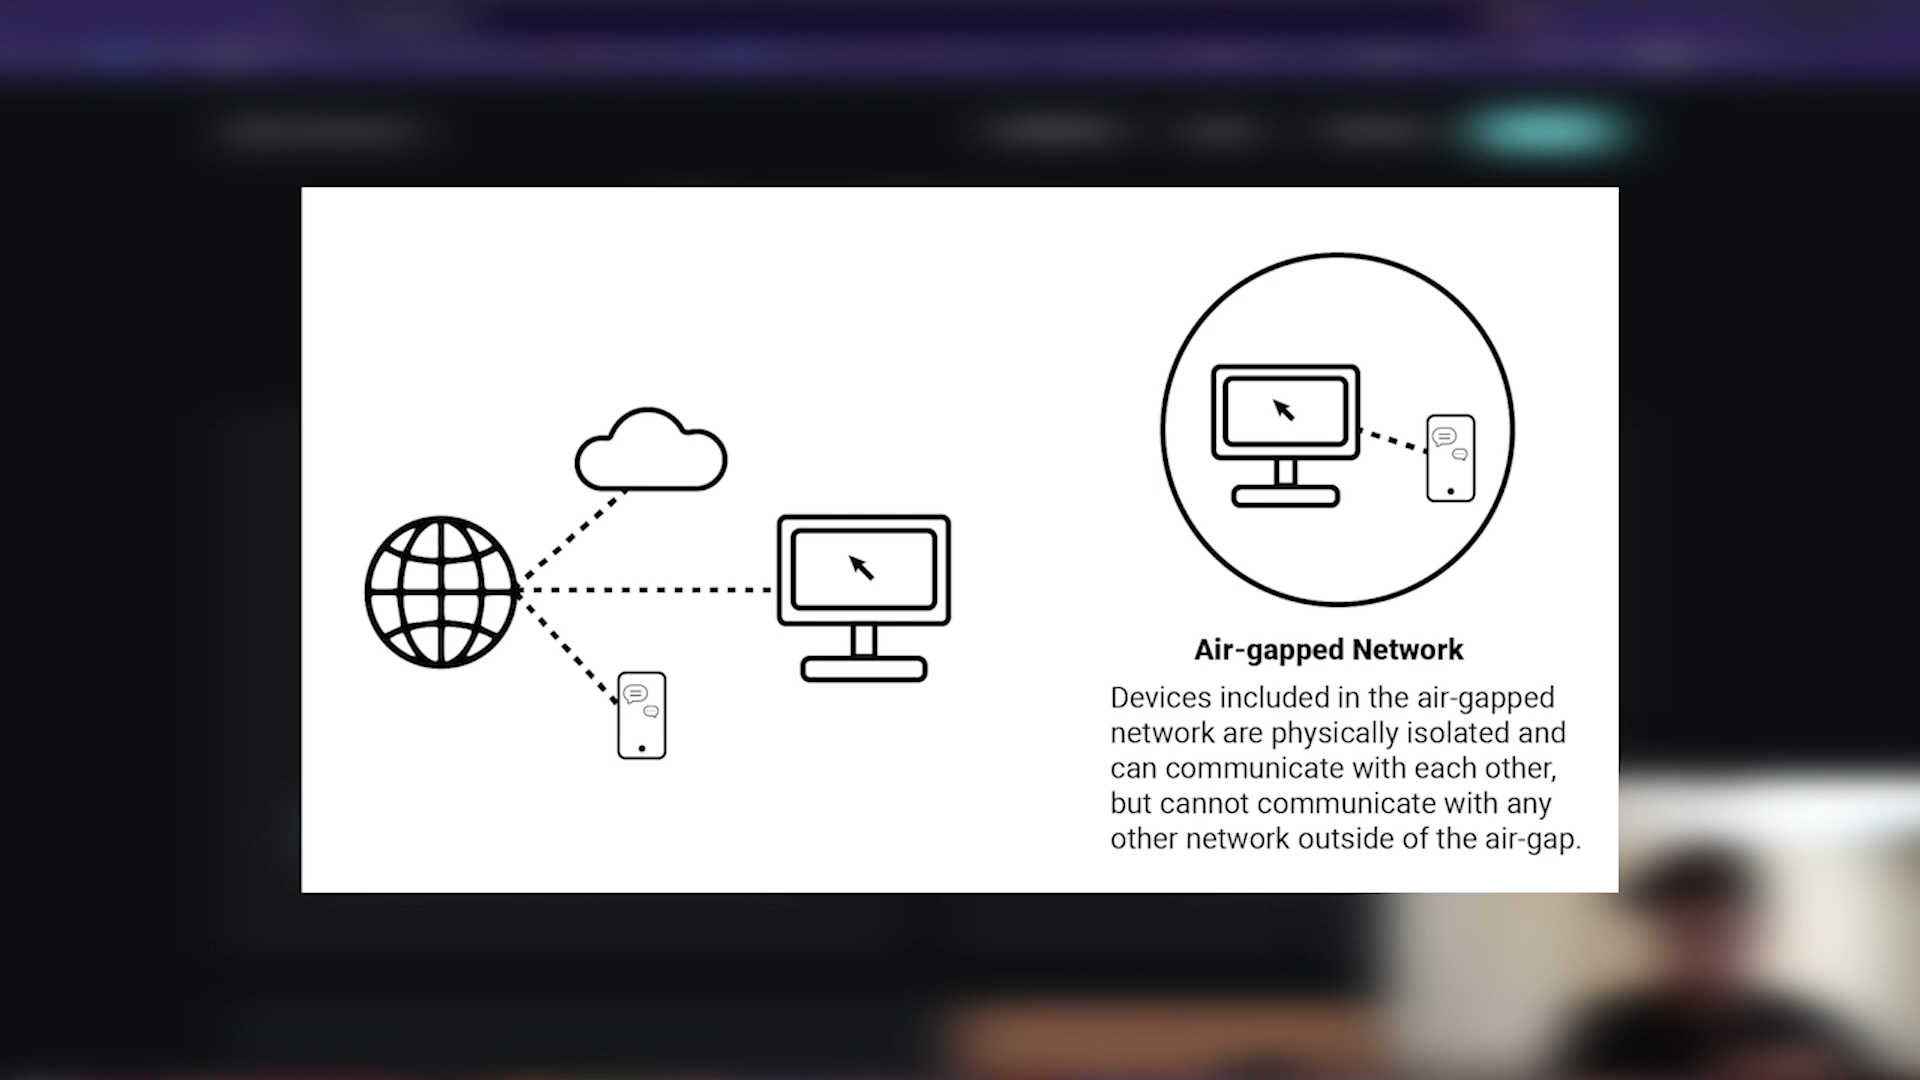 Air-gapped Network
Devices included in the air-gapped
network are physically isolated and
can communicate with each other,
but cannot communicate with any
other network outside of the air-gap.